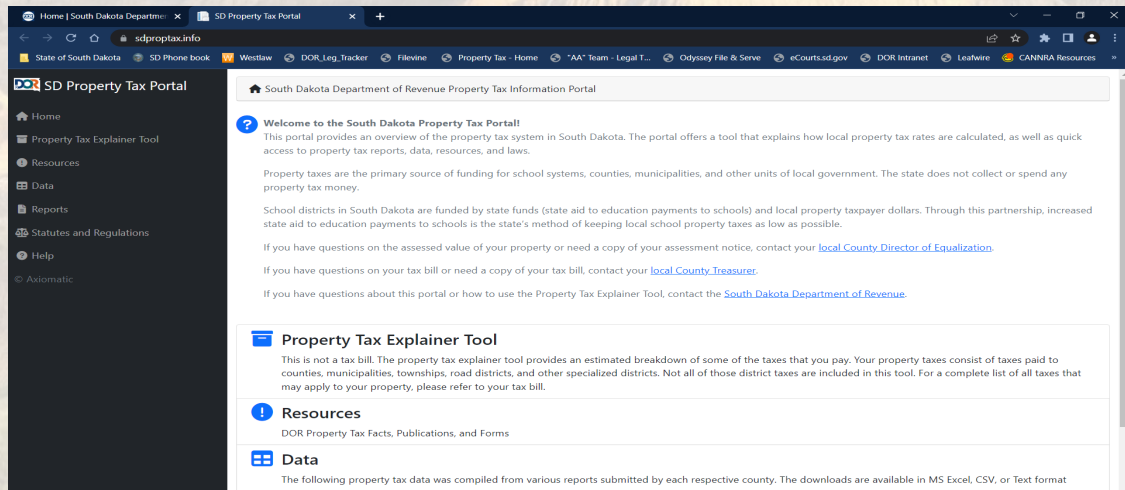 Home | South Dakota Departmen
SD Property Tax Portal
sdproptax.info
State of South Dakota
SD Phone book
Westlaw
DOR_Leg_Tracker
Filevine
Property Tax - Home
"AA" Team - Legal T...
Odyssey File & Serve
eCourts.sd.gov
DOR Intranet
Leafwire
CANNRA Resources
»
DOR SD Property Tax Portal
Home
Property Tax Explainer Tool
Resources
Data
Reports
Statutes and Regulations
Help
© Axiomatic
South Dakota Department of Revenue Property Tax Information Portal
Welcome to the South Dakota Property Tax Portal!
This portal provides an overview of the property tax system in South Dakota. The portal offers a tool that explains how local property tax rates are calculated, as well as quick
access to property tax reports, data, resources, and laws.
Property taxes are the primary source of funding for school systems, counties, municipalities, and other units of local government. The state does not collect or spend any
property tax money.
School districts in South Dakota are funded by state funds (state aid to education payments to schools) and local property taxpayer dollars. Through this partnership, increased
state aid to education payments to schools is the state's method of keeping local school property taxes as low as possible.
If you have questions on the assessed value of your property or need a copy of your assessment notice, contact your local County Director of Equalization.
If you have questions on your tax bill or need a copy of your tax bill, contact your local County Treasurer.
If you have questions about this portal or how to use the Property Tax Explainer Tool, contact the South Dakota Department of Revenue.
Property Tax Explainer Tool
This is not a tax bill. The property tax explainer tool provides an estimated breakdown of some of the taxes that you pay. Your property taxes consist of taxes paid to
counties, municipalities, townships, road districts, and other specialized districts. Not all of those district taxes are included in this tool. For a complete list of all taxes that
may apply to your property, please refer to your tax bill.
Resources
DOR Property Tax Facts, Publications, and Forms
Data
The following property tax data was compiled from various reports submitted by each respective county. The downloads are available in MS Excel, CSV, or Text format